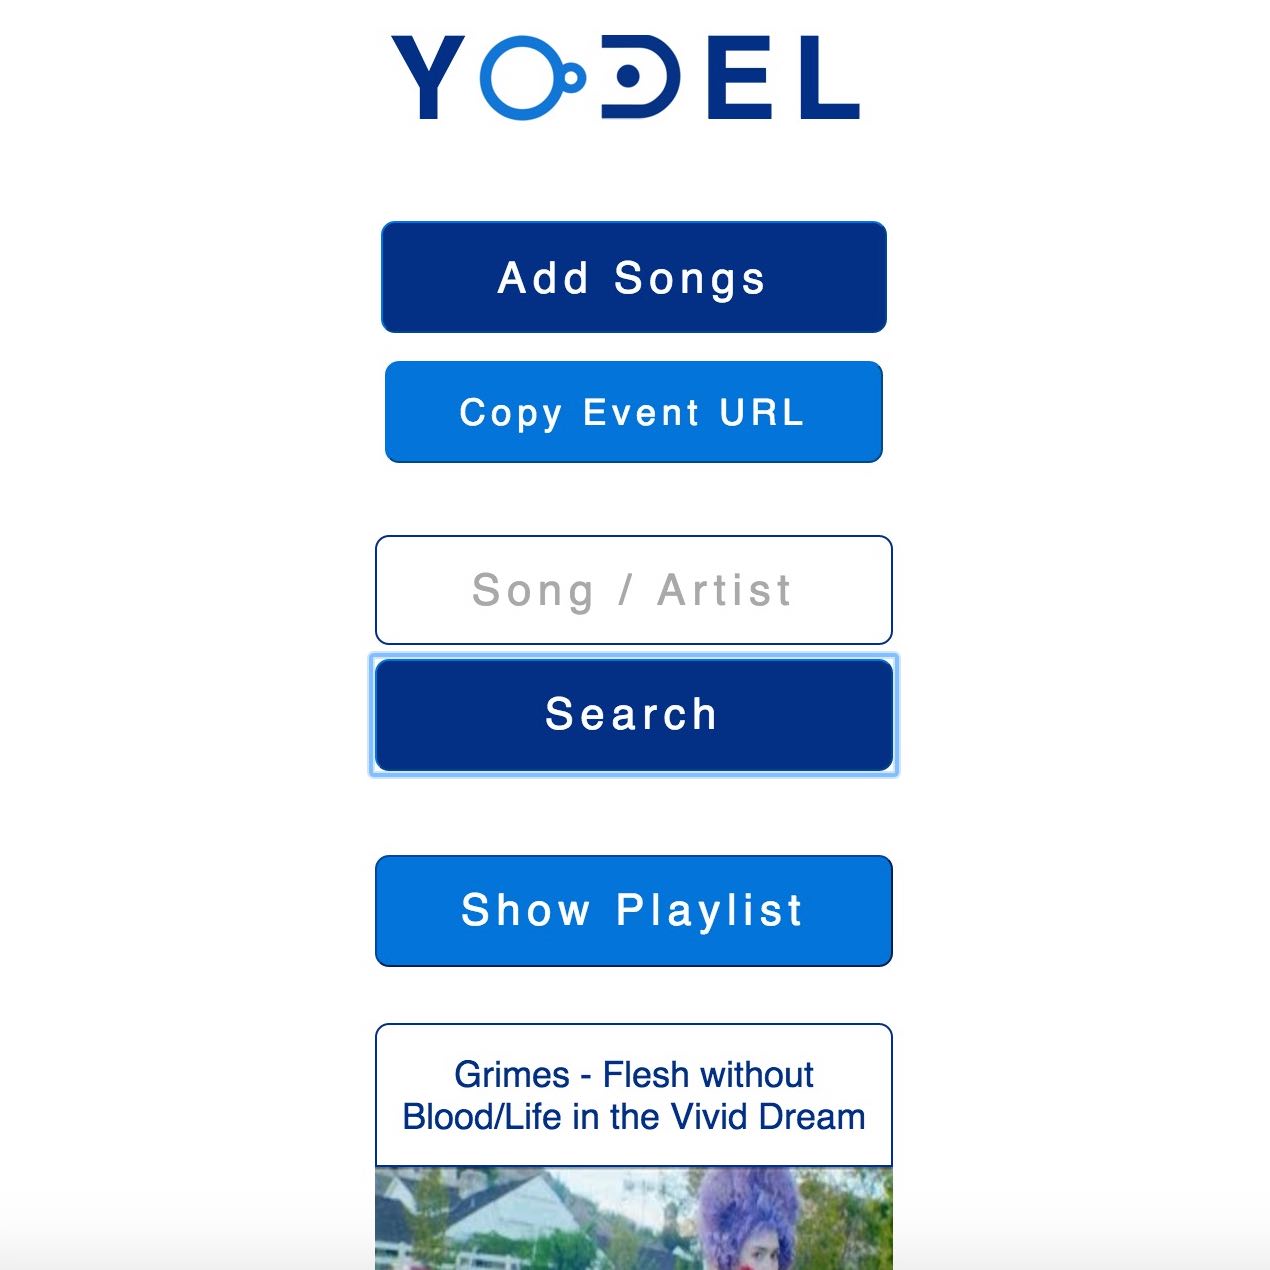 YODEL
Add Songs
Copy Event URL
Song / Artist
Search
Show Playlist
Grimes - Flesh without
Blood/Life in the Vivid Dream